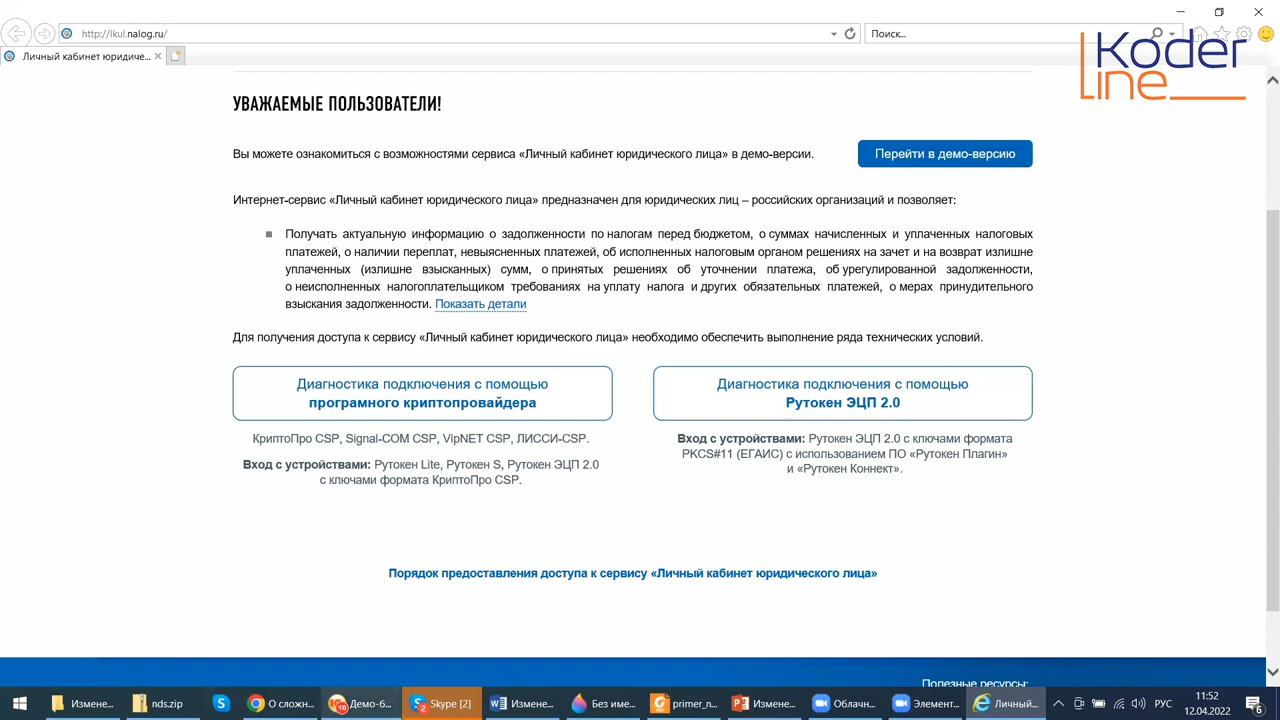 http://lkul.nalog.ru/
Поиск...
Личный кабинет юридиче...
Koder
line
УВАЖАЕМЫЕ ПОЛЬЗОВАТЕЛИ!
Вы можете ознакомиться с возможностями сервиса «Личный кабинет юридического лица» в демо-версии.
Перейти в демо-версию
Интернет-сервис «Личный кабинет юридического лица» предназначен для юридических лиц – российских организаций и позволяет:
Получать актуальную информацию о задолженности по налогам перед бюджетом, о суммах начисленных и уплаченных налоговых
платежей, о наличии переплат, невыясненных платежей, об исполненных налоговым органом решениях на зачет и на возврат излишне
уплаченных (излишне взысканных) сумм, о принятых решениях об уточнении платежа, об урегулированной задолженности,
о неисполненных налогоплательщиком требованиях на уплату налога и других обязательных платежей, о мерах принудительного
взыскания задолженности. Показать детали
Для получения доступа к сервису «Личный кабинет юридического лица» необходимо обеспечить выполнение ряда технических условий.
Диагностика подключения с помощью
програмного криптопровайдера
КриптоПро CSP, Signal-COM CSP, VipNET CSP, ЛИССИ-CSP.
Вход с устройствами: Рутокен Lite, Рутокен S, Рутокен ЭЦП 2.0
с ключами формата КриптоПро CSP.
Диагностика подключения с помощью
Рутокен ЭЦП 2.0
Вход с устройствами: Рутокен ЭЦП 2.0 с ключами формата
PKCS#11 (ЕГАИС) с использованием ПО «Рутокен Плагин»
и «Рутокен Коннект».
Порядок предоставления доступа к сервису «Личный кабинет юридического лица»
Полезные ресурсы:
Измене...
nds.zip
О сложн...
10
Демо-б...
2
Skype [2]
Измене...
Без име...
primer_n...
Измене...
Облачн...
Элемент...
Личный...
РУС
11:52
12.04.2022
6